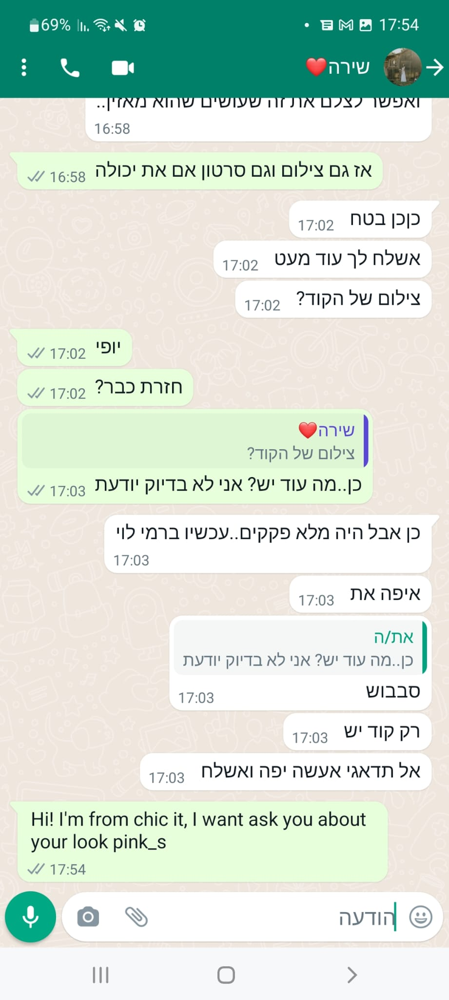 69%
17:54
שירה❤️
ואפשר לצלם את זה שעושים שהוא מאזין..
16:58
אז גם צילום וגם סרטון אם את יכולה
16:58
כןכן בטח
17:02
אשלח לך עוד מעט
17:02
צילום של הקוד?
17:02
יופי
17:02
חזרת כבר?
17:02
שירה❤️
צילום של הקוד?
כן..מה עוד יש? אני לא בדיוק יודעת
17:03
כן אבל היה מלא פקקים..עכשיו ברמי לוי
17:03
איפה את
17:03
את/ה
כן..מה עוד יש? אני לא בדיוק יודעת
סבבוש
17:03
רק קוד יש
17:03
אל תדאגי אעשה יפה ואשלח
17:03
Hi! I'm from chic it, I want ask you about
your look pink_s
17:54
הודעה